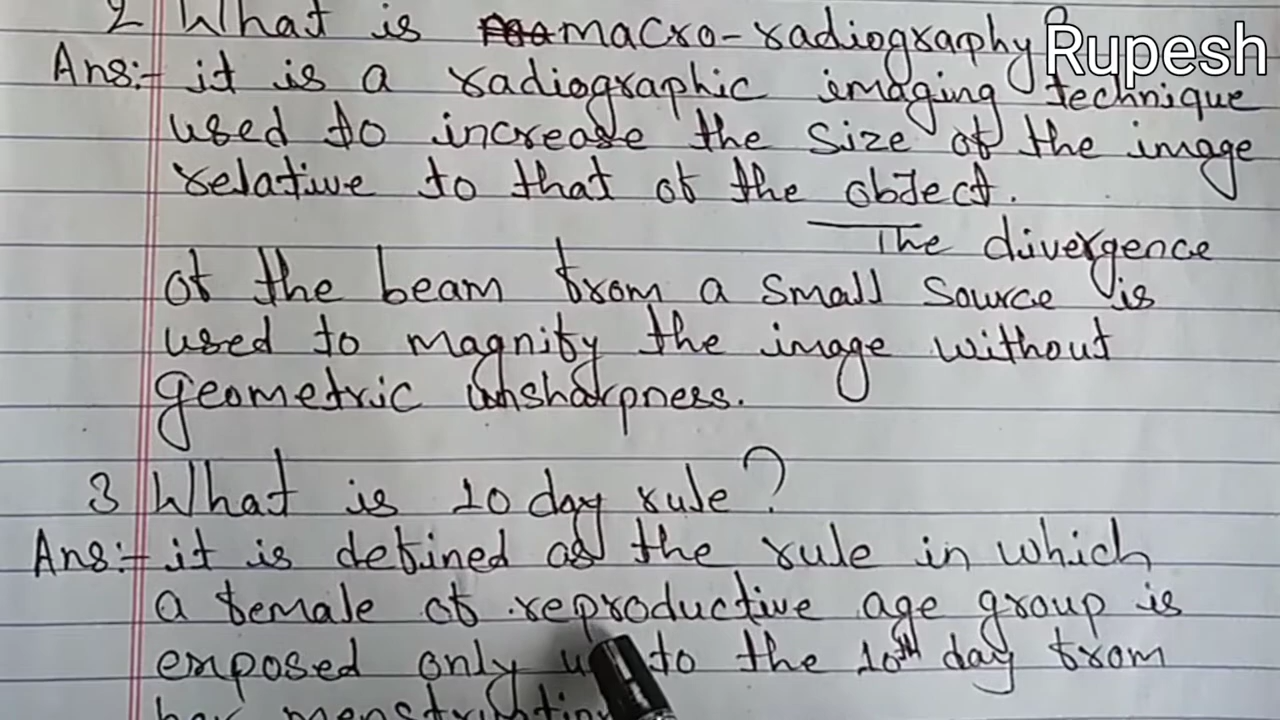 2 What is macro-radiography?
Rupesh
Ans:- it is a radiographic imaging technique
used to increase the size of the image
relative to that of the object.
The divergence
of the beam from a small source is
used to magnify the image without
geometric unsharpness.
3 What is 10 day rule?
Ans:- it is defined as the rule in which
a female of reproductive age group is
exposed only u to the 10th day from
her menstruation